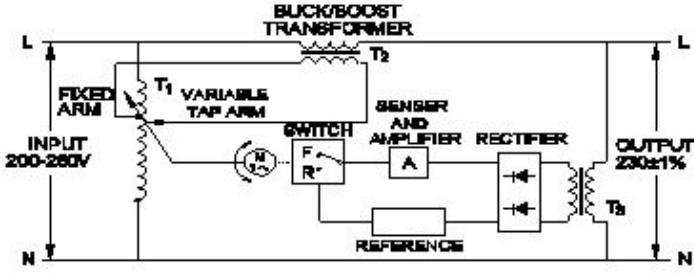 BUCK/BOOST
TRANSFORMER
L
L
T2
T1
FIXED
ARM
VARIABLE
TAP ARM
SENSER
AND
AMPLIFIER
SWITCH
RECTIFIER
INPUT
200-260V
M
F
R
A
OUTPUT
230±1%
T3
REFERENCE
N
N